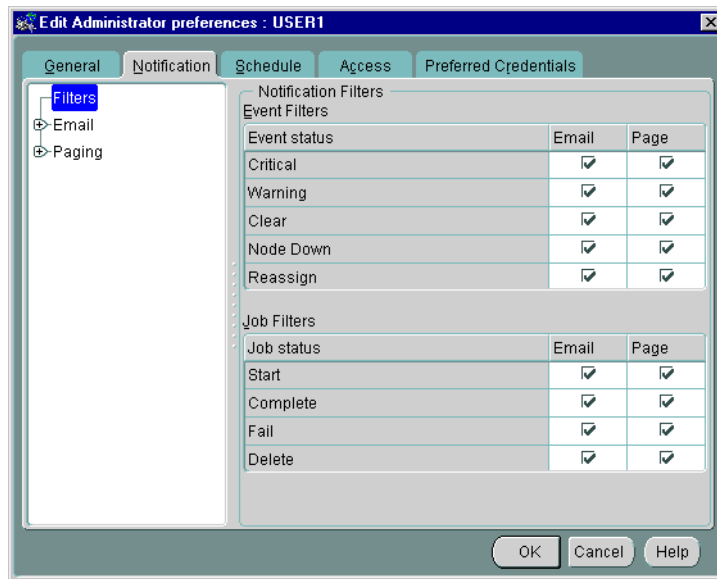 Edit Administrator preferences : USER1
General Notification Schedule Access Preferred Credentials
Filters
Email
Paging
Notification Filters
Event Filters
Event status Email Page
Critical
Warning
Clear
Node Down
Reassign
Job Filters
Job status Email Page
Start
Complete
Fail
Delete
OK Cancel Help